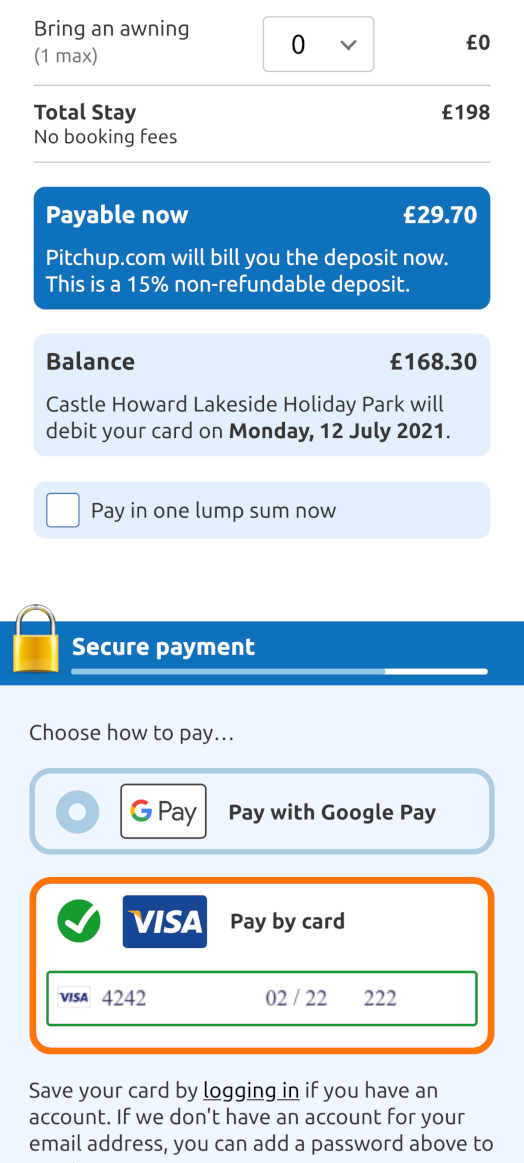 Bring an awning
(1 max)
0
£0
Total Stay
£198
No booking fees
Payable now
£29.70
Pitchup.com will bill you the deposit now.
This is a 15% non-refundable deposit.
Balance
£168.30
Castle Howard Lakeside Holiday Park will
debit your card on Monday, 12 July 2021.
Pay in one lump sum now
Secure payment
Choose how to pay…
G Pay
Pay with Google Pay
VISA
Pay by card
VISA 4242 02 / 22 222
Save your card by logging in if you have an
account. If we don't have an account for your
email address, you can add a password above to